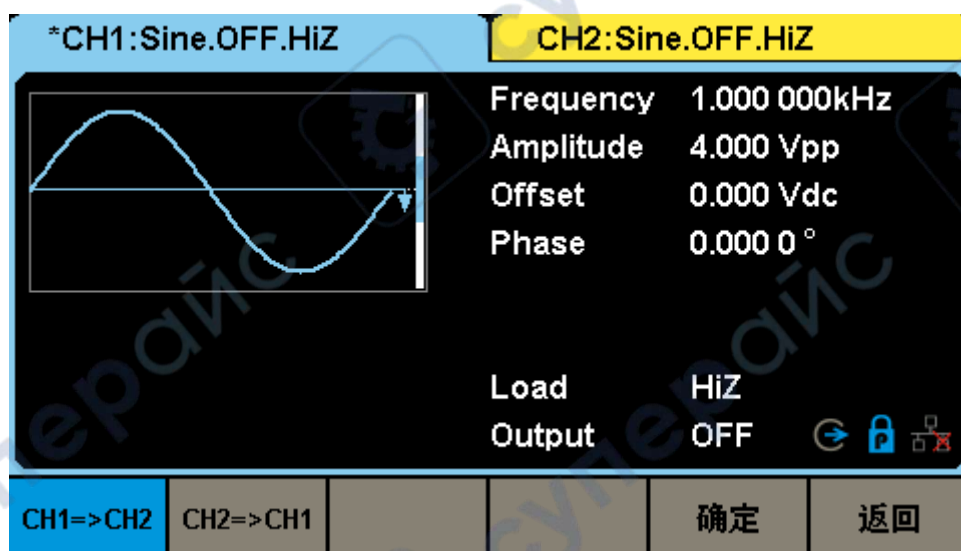 *CH1:Sine.OFF.HiZ
CH2:Sine.OFF.HiZ
Frequency 1.000 000kHz
Amplitude 4.000 Vpp
Offset 0.000 Vdc
Phase 0.000 0 °
Load HiZ
Output OFF
CH1=>CH2 CH2=>CH1 确定 返回